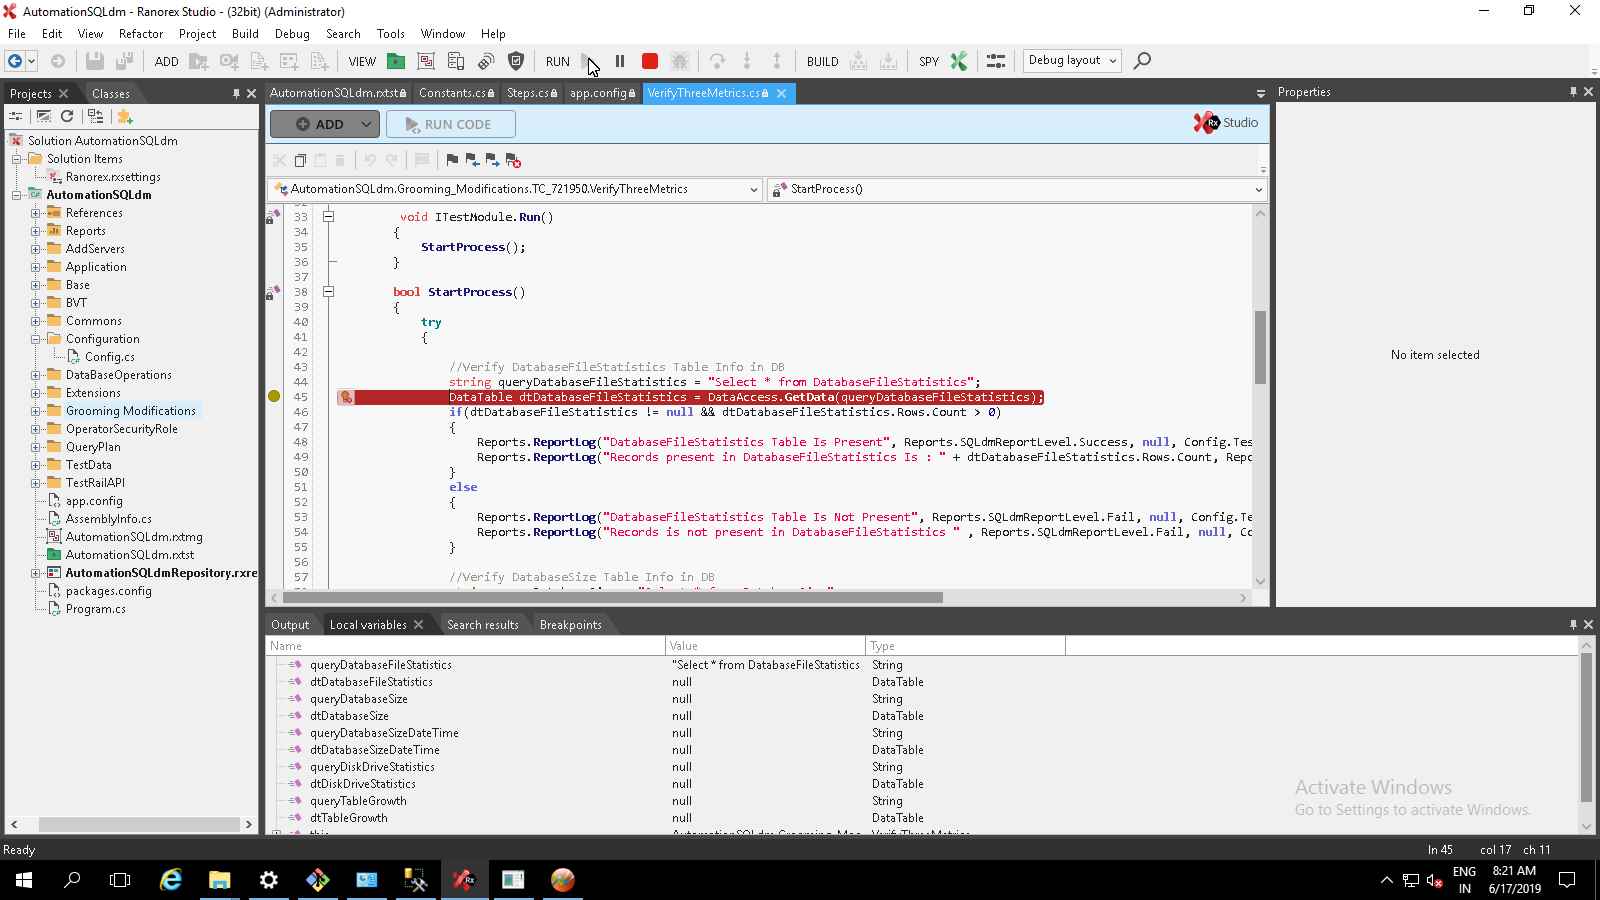 AutomationSQLdm - Ranorex Studio - (32bit) (Administrator)
File Edit View Refactor Project Build Debug Search Tools Window Help
ADD VIEW RUN BUILD SPY Debug layout
Projects Classes
AutomationSQLdm.rxtst Constants.cs Steps.cs app.config VerifyThreeMetrics.cs
Properties
ADD RUN CODE Rx Studio
Solution AutomationSQLdm
Solution Items
Ranorex.rxsettings
AutomationSQLdm
References
Reports
AddServers
Application
Base
BVT
Commons
Configuration
Config.cs
DataBaseOperations
Extensions
Grooming Modifications
OperatorSecurityRole
QueryPlan
TestData
TestRailAPI
app.config
AssemblyInfo.cs
AutomationSQLdm.rxtmg
AutomationSQLdm.rxtst
AutomationSQLdmRepository.rxre
packages.config
Program.cs
AutomationSQLdm.Grooming_Modifications.TC_721950.VerifyThreeMetrics StartProcess()
33 void ITestModule.Run()
34 {
35 StartProcess();
36 }
37
38 bool StartProcess()
39 {
40 try
41 {
42
43 //Verify DatabaseFileStatistics Table Info in DB
44 string queryDatabaseFileStatistics = "Select * from DatabaseFileStatistics";
45 DataTable dtDatabaseFileStatistics = DataAccess.GetData(queryDatabaseFileStatistics);
46 if(dtDatabaseFileStatistics != null && dtDatabaseFileStatistics.Rows.Count > 0)
47 {
48 Reports.ReportLog("DatabaseFileStatistics Table Is Present", Reports.SQLdmReportLevel.Success, null, Config.Tes
49 Reports.ReportLog("Records present in DatabaseFileStatistics Is : " + dtDatabaseFileStatistics.Rows.Count, Repo
50 }
51 else
52 {
53 Reports.ReportLog("DatabaseFileStatistics Table Is Not Present", Reports.SQLdmReportLevel.Fail, null, Config.Te
54 Reports.ReportLog("Records is not present in DatabaseFileStatistics " , Reports.SQLdmReportLevel.Fail, null, Co
55 }
56
57 //Verify DatabaseSize Table Info in DB
No item selected
Output Local variables Search results Breakpoints
Name Value Type
queryDatabaseFileStatistics "Select * from DatabaseFileStatistics String
dtDatabaseFileStatistics null DataTable
queryDatabaseSize null String
dtDatabaseSize null DataTable
queryDatabaseSizeDateTime null String
dtDatabaseSizeDateTime null DataTable
queryDiskDriveStatistics null String
dtDiskDriveStatistics null DataTable
queryTableGrowth null String
dtTableGrowth null DataTable
this AutomationSQLdm.Grooming_Moo VerifyThreeMetrics
Activate Windows
Go to Settings to activate Windows.
Ready ln 45 col 17 ch 11
ENG
IN
8:21 AM
6/17/2019